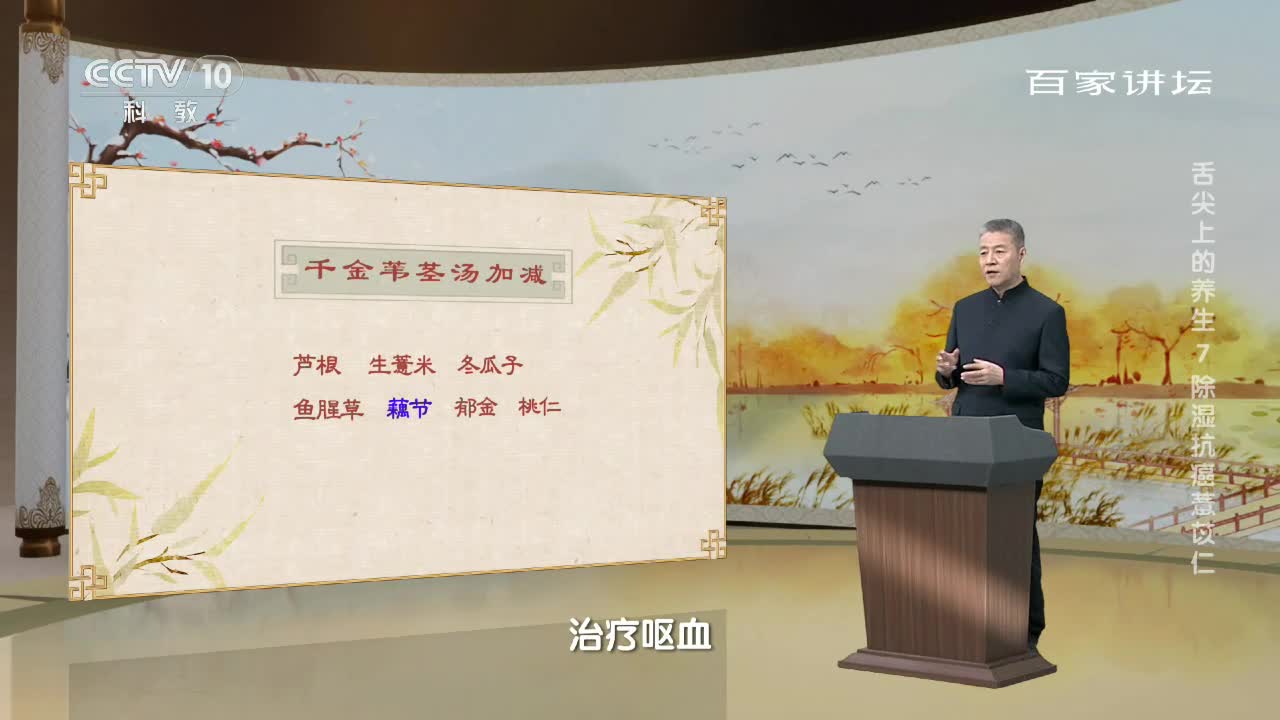 CCTV 10
科 教
百家讲坛
千金苇茎汤加减
芦根 生薏米 冬瓜子
鱼腥草 藕节 郁金 桃仁
舌尖上的养生 7 除湿抗癌薏苡仁
治疗呕血